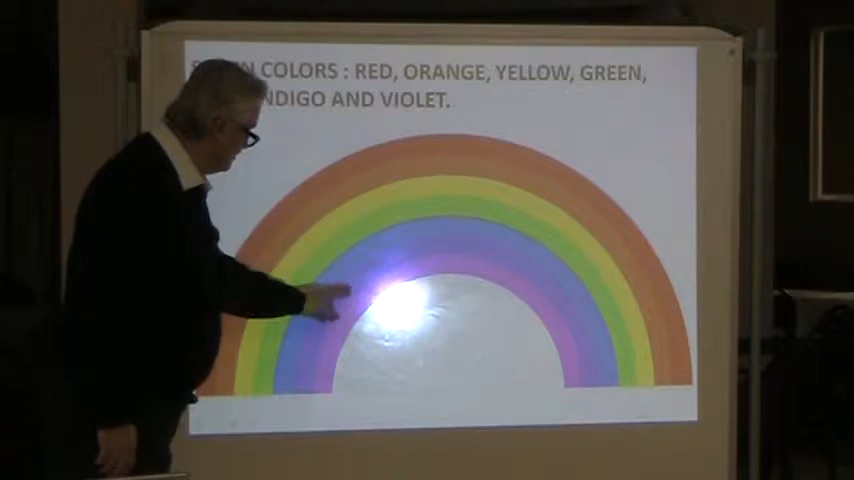 COLORS : RED, ORANGE, YELLOW, GREEN,
AND VIOLET.